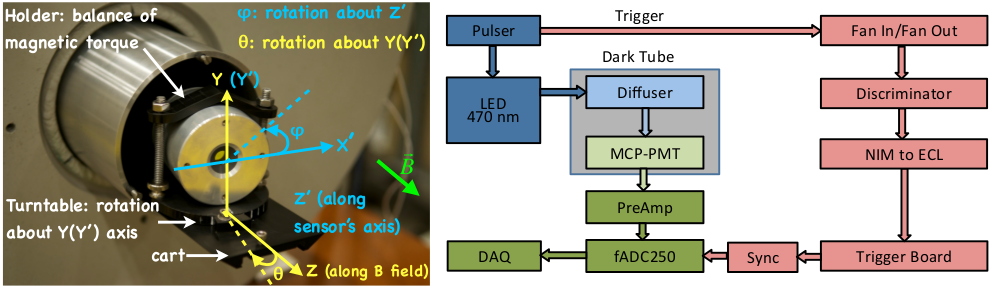 Holder: balance of
magnetic torque
φ: rotation about Z′
θ: rotation about Y(Y′)
Y (Y′)
φ
X′
B
Z′ (along
sensor's axis)
Turntable: rotation
about Y(Y′) axis
cart
θ
Z (along B field)
Pulser
Trigger
Fan In/Fan Out
Dark Tube
LED
470 nm
Diffuser
Discriminator
MCP-PMT
NIM to ECL
PreAmp
DAQ
fADC250
Sync
Trigger Board